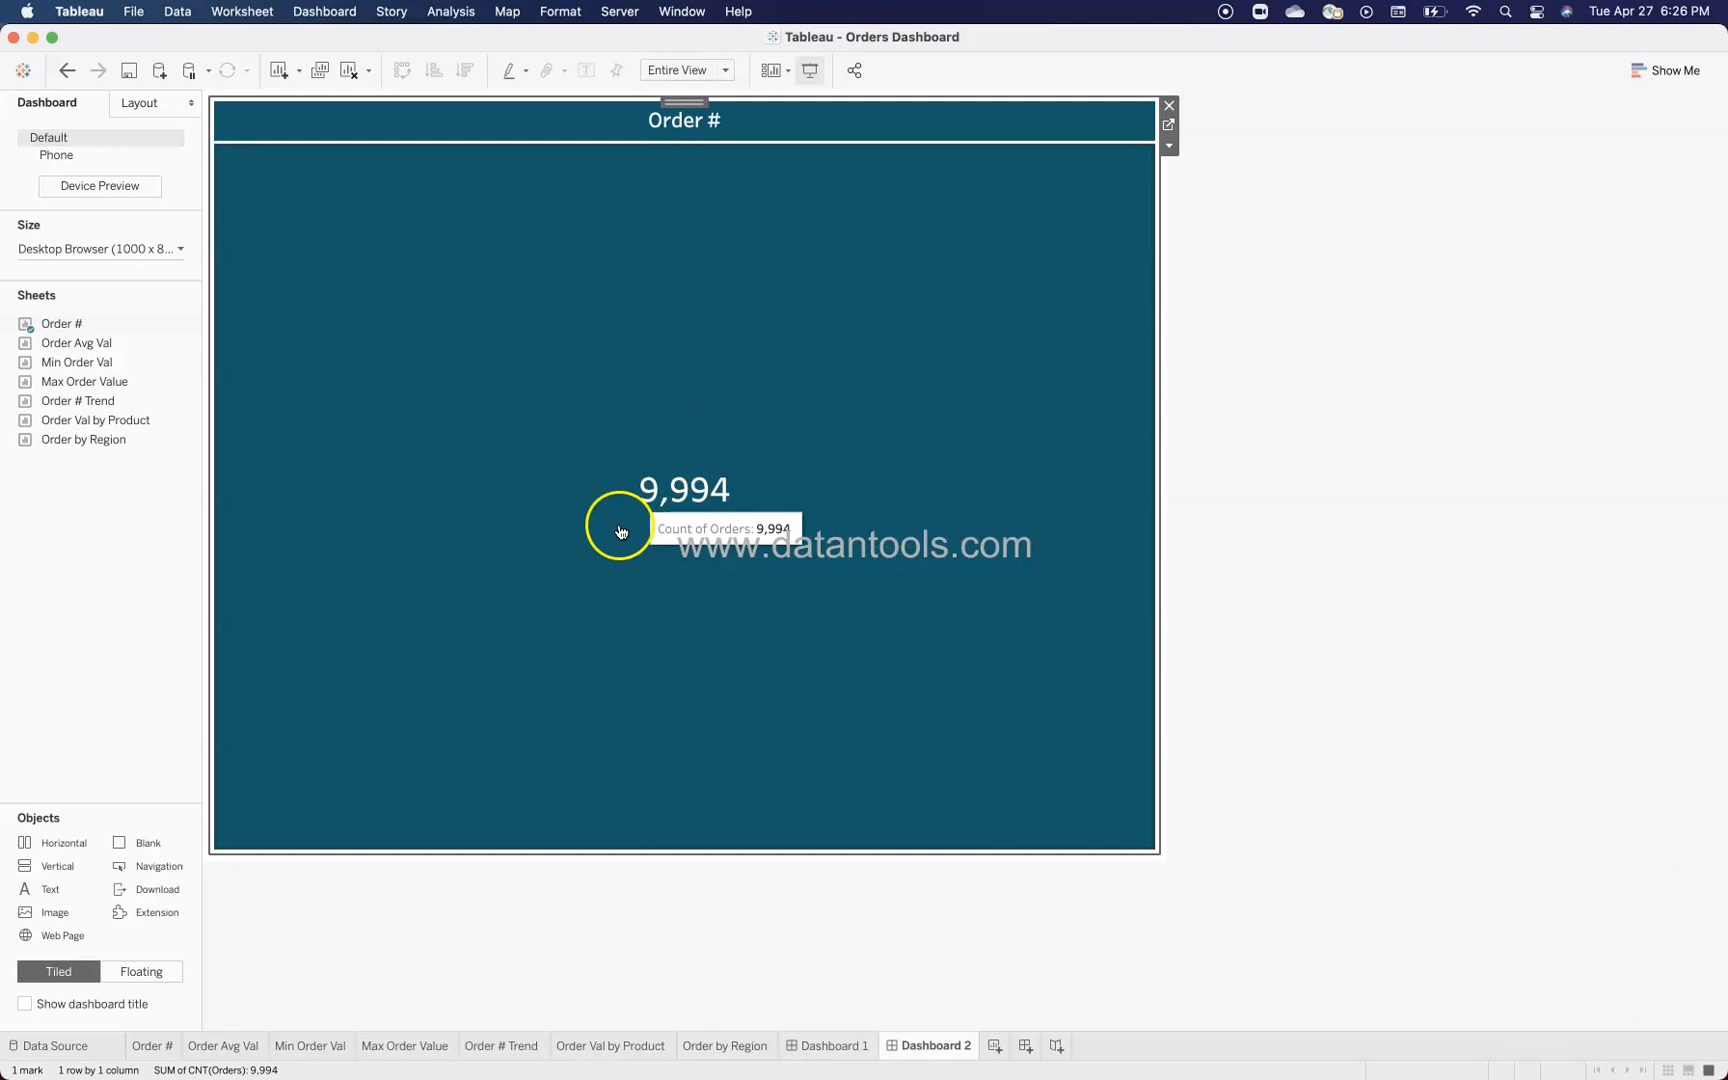 Tableau File Data Worksheet Dashboard Story Analysis Map Format Server Window Help Tue Apr 27 6:26 PM
Tableau - Orders Dashboard
Entire View Show Me
Dashboard Layout
Default
Phone
Device Preview
Size
Desktop Browser (1000 x 8...
Sheets
Order #
Order Avg Val
Min Order Val
Max Order Value
Order # Trend
Order Val by Product
Order by Region
Order #
9,994
Count of Orders: 9,994
www.datantools.com
Objects
Horizontal Blank
Vertical Navigation
Text Download
Image Extension
Web Page
Tiled Floating
Show dashboard title
Data Source Order # Order Avg Val Min Order Val Max Order Value Order # Trend Order Val by Product Order by Region Dashboard 1 Dashboard 2
1 mark 1 row by 1 column SUM of CNT(Orders): 9,994